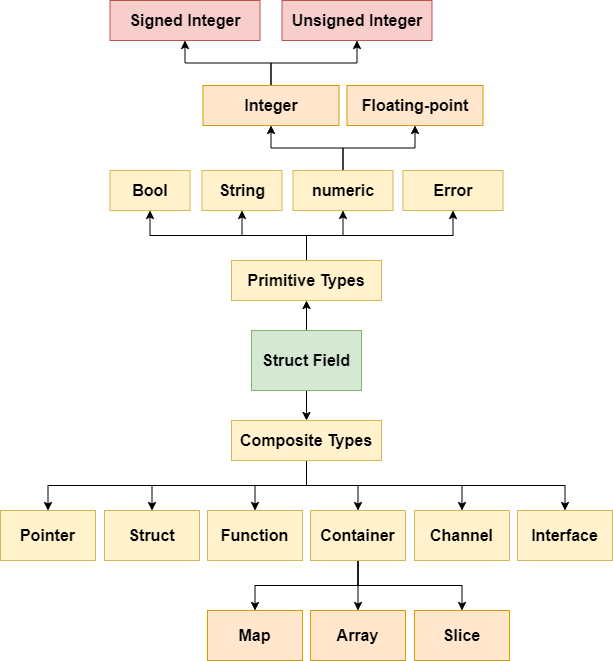 Signed Integer
Unsigned Integer
Integer
Floating-point
Bool
String
numeric
Error
Primitive Types
Struct Field
Composite Types
Pointer
Struct
Function
Container
Channel
Interface
Map
Array
Slice